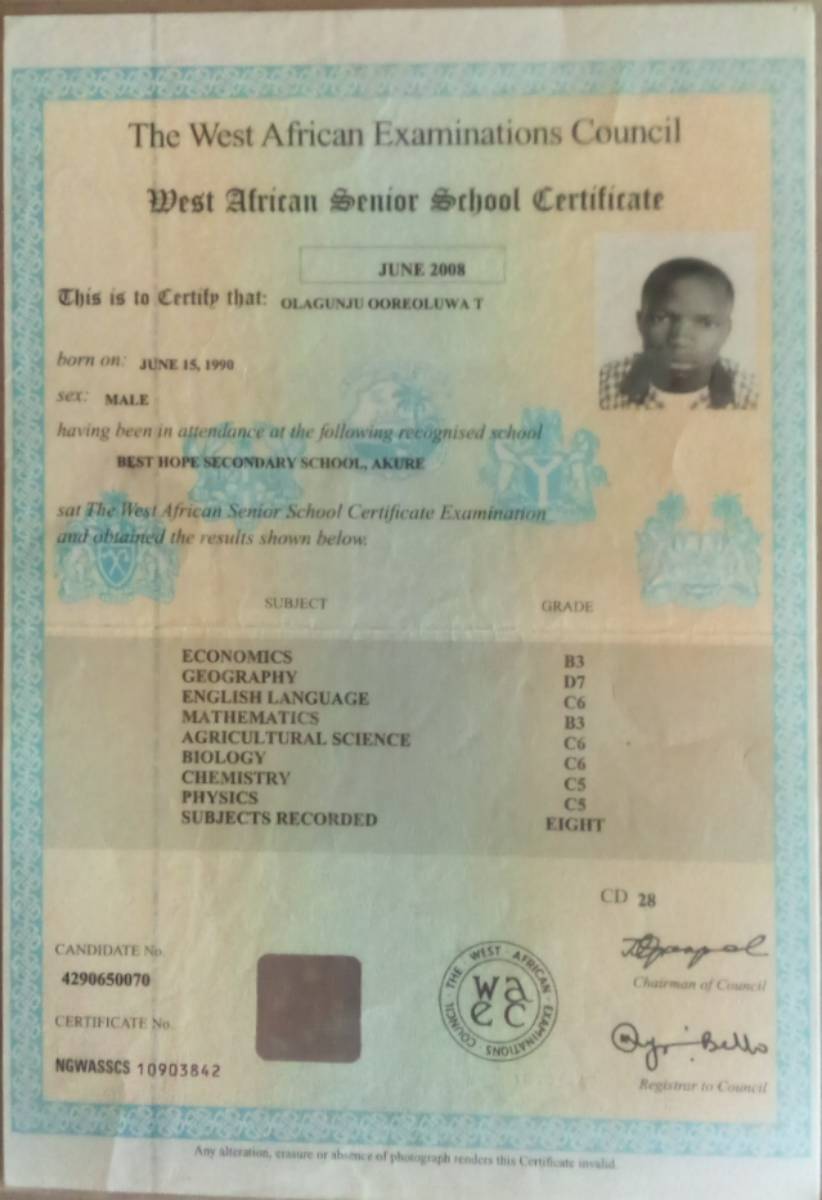 The West African Examinations Council
West African Senior School Certificate
JUNE 2008
This is to Certify that: OLAGUNJU OOREOLUWA T
born on: JUNE 15, 1990
sex: MALE
having been in attendance at the following recognised school
BEST HOPE SECONDARY SCHOOL, AKURE
sat The West African Senior School Certificate Examination
and obtained the results shown below.
SUBJECT GRADE
ECONOMICS B3
GEOGRAPHY D7
ENGLISH LANGUAGE C6
MATHEMATICS B3
AGRICULTURAL SCIENCE C6
BIOLOGY C6
CHEMISTRY C5
PHYSICS C5
SUBJECTS RECORDED EIGHT
CD 28
CANDIDATE No.
4290650070
CERTIFICATE No.
NGWASSCS 10903842
THE · WEST · AFRICAN · EXAMINATIONS · COUNCIL
wa
ec
Chairman of Council
Bello
Registrar to Council
Any alteration, erasure or absence of photograph renders this Certificate invalid.